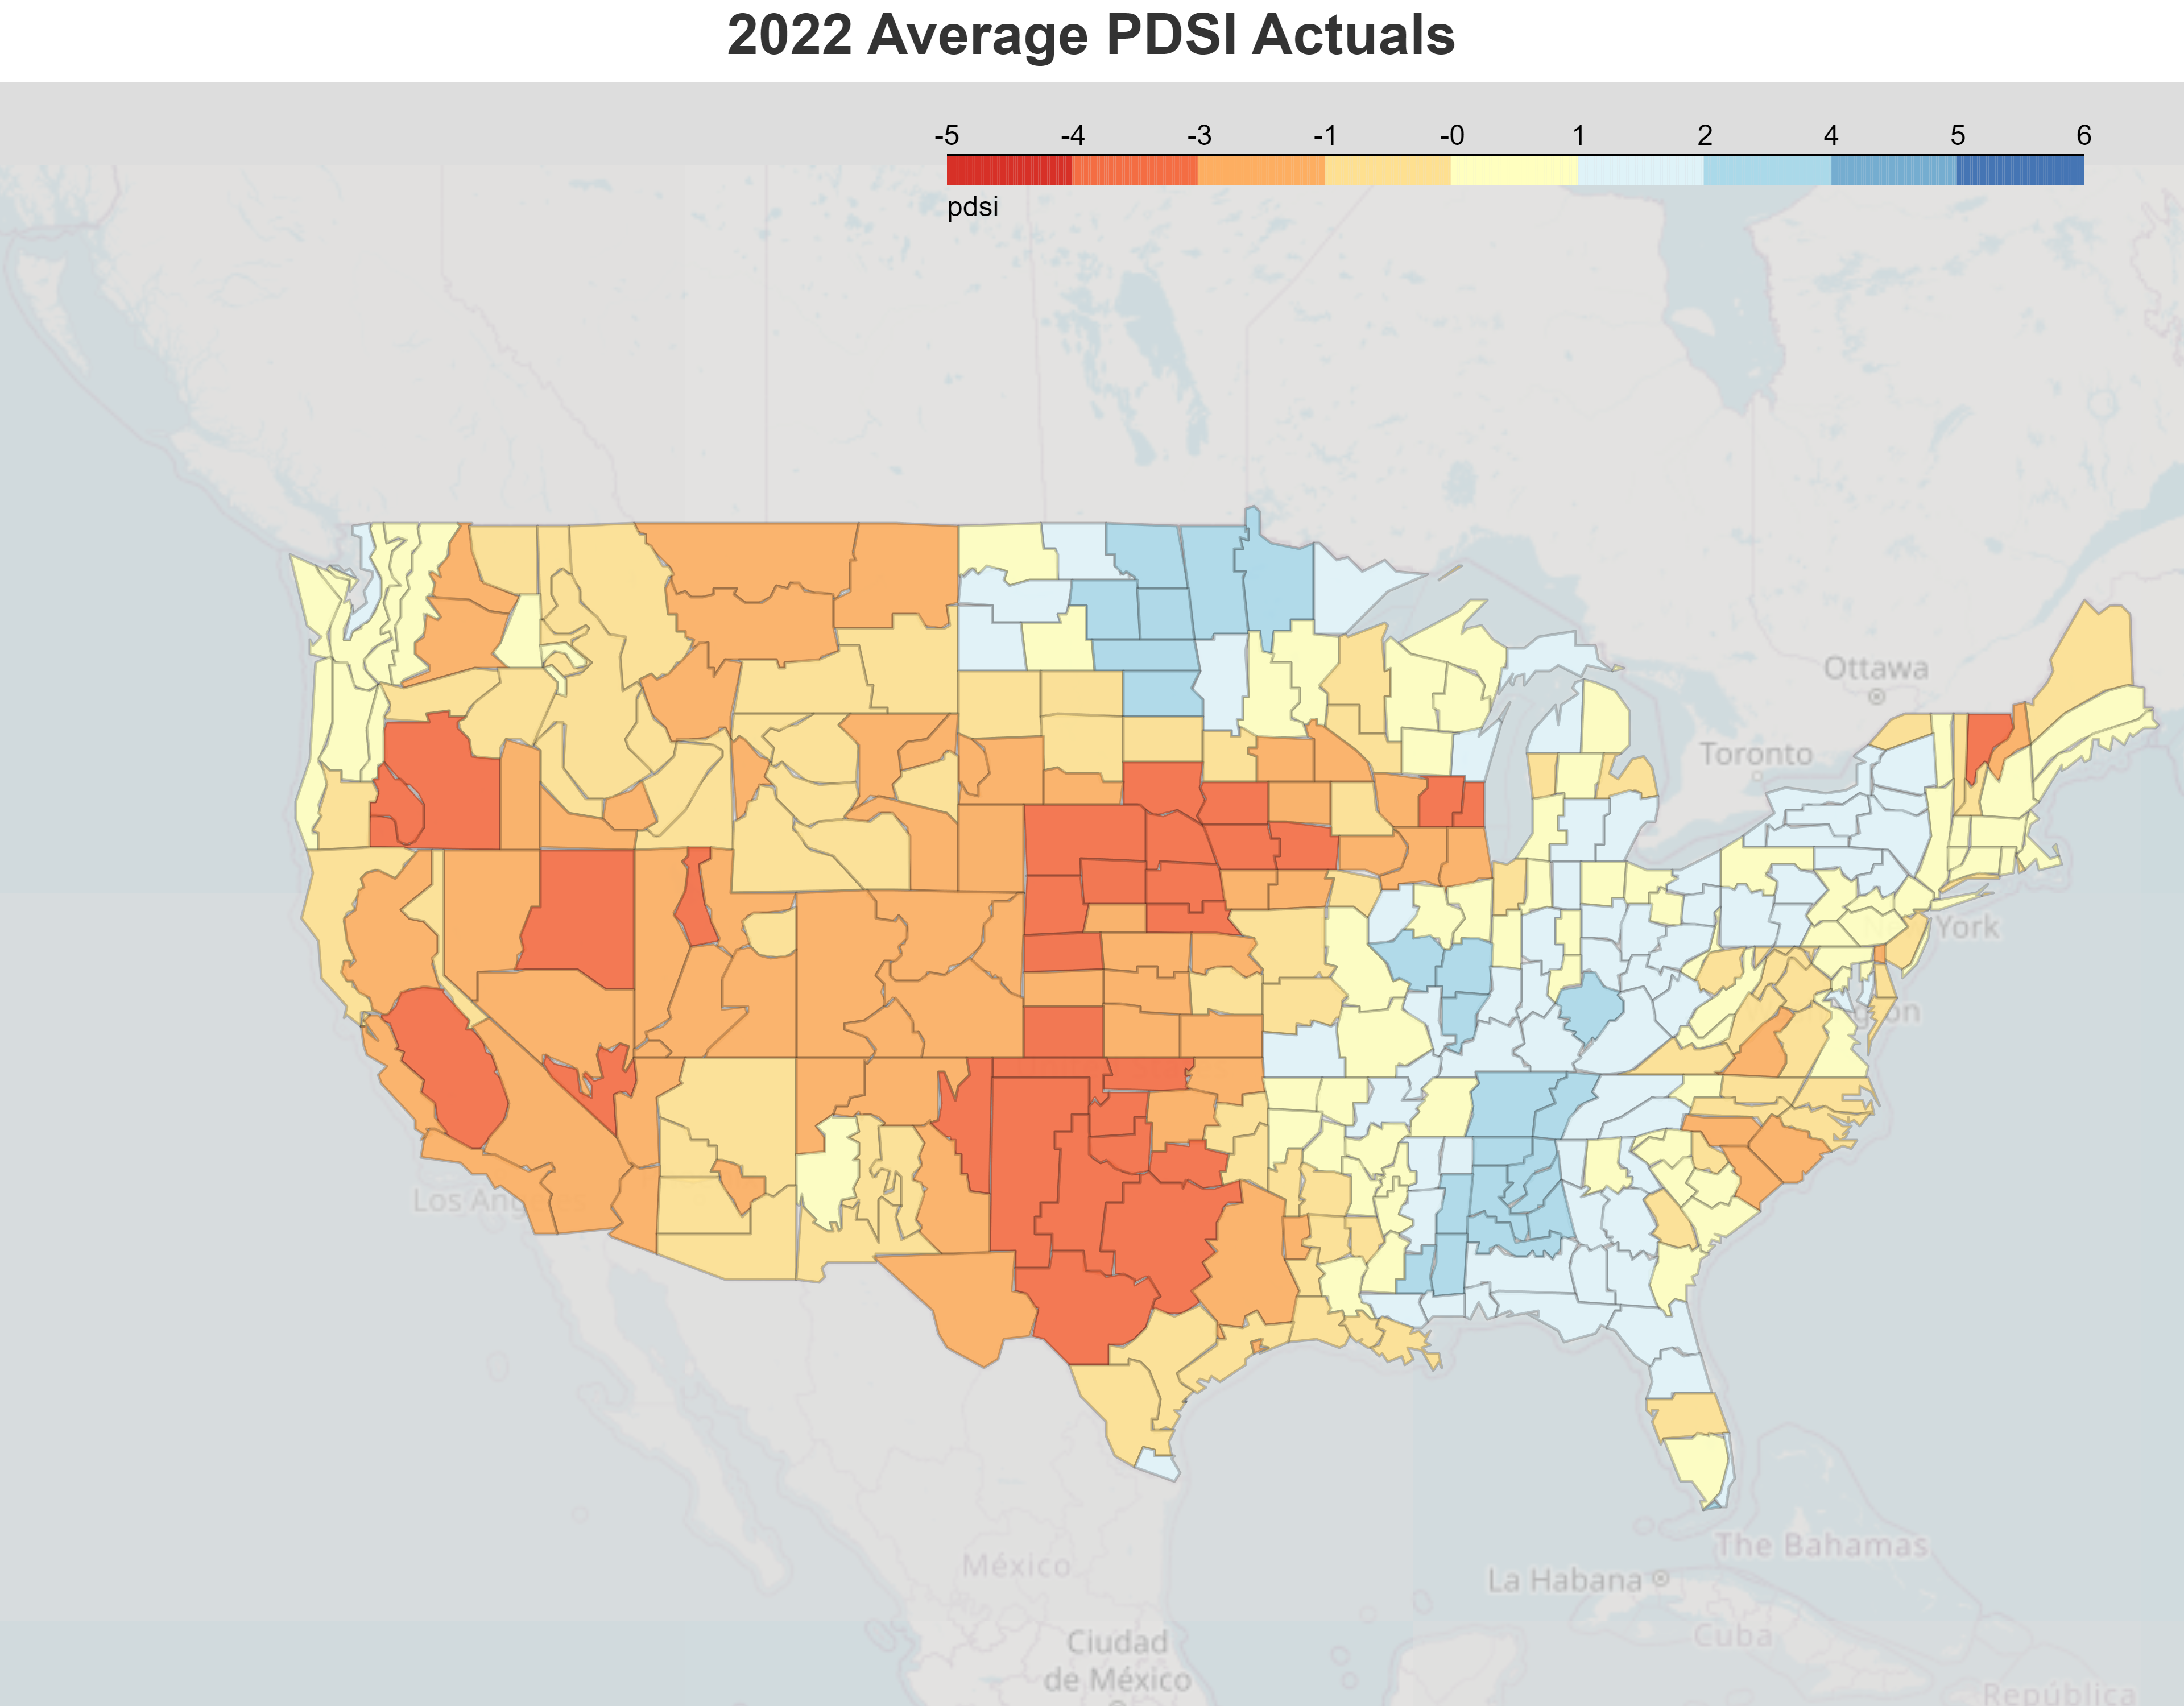 2022 Average PDSI Actuals
-5 -4 -3 -1 -0 1 2 4 5 6
pdsi
Ottawa
Toronto
York
Los Angeles
The Bahamas
México
La Habana
Cuba
Ciudad
de México
República